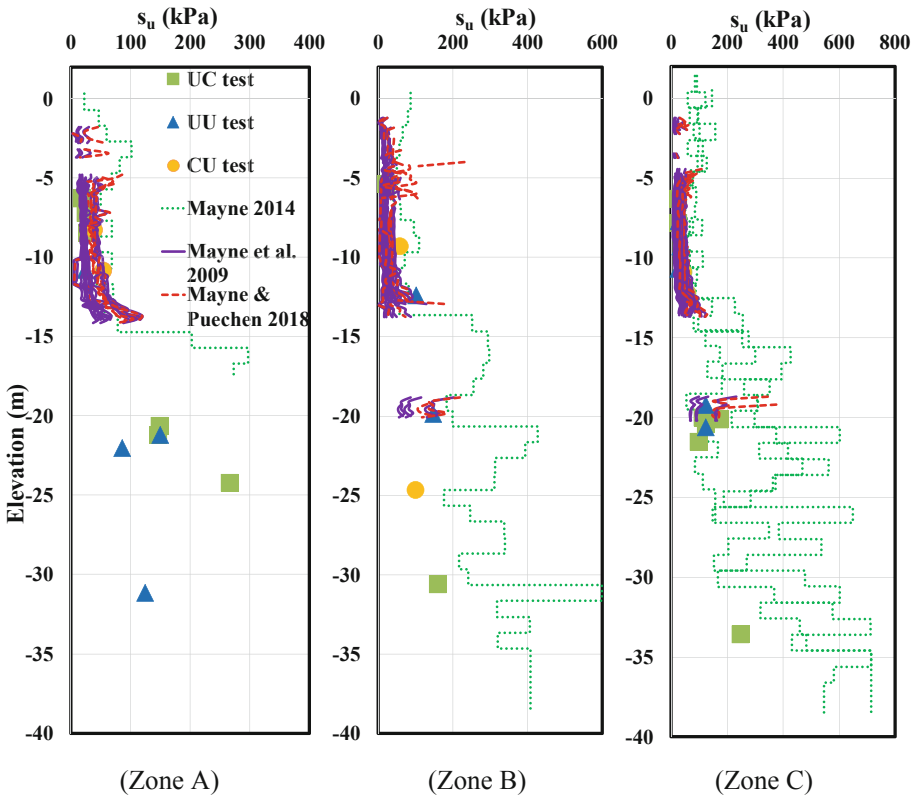 s_u (kPa)
0 100 200 300 400
0
-5
-10
-15
-20
-25
-30
-35
-40
Elevation (m)
UC test
UU test
CU test
Mayne 2014
Mayne et al.
2009
Mayne &
Puechen 2018
(Zone A)
s_u (kPa)
0 200 400 600
0
-5
-10
-15
-20
-25
-30
-35
-40
(Zone B)
s_u (kPa)
0 200 400 600 800
0
-5
-10
-15
-20
-25
-30
-35
-40
(Zone C)